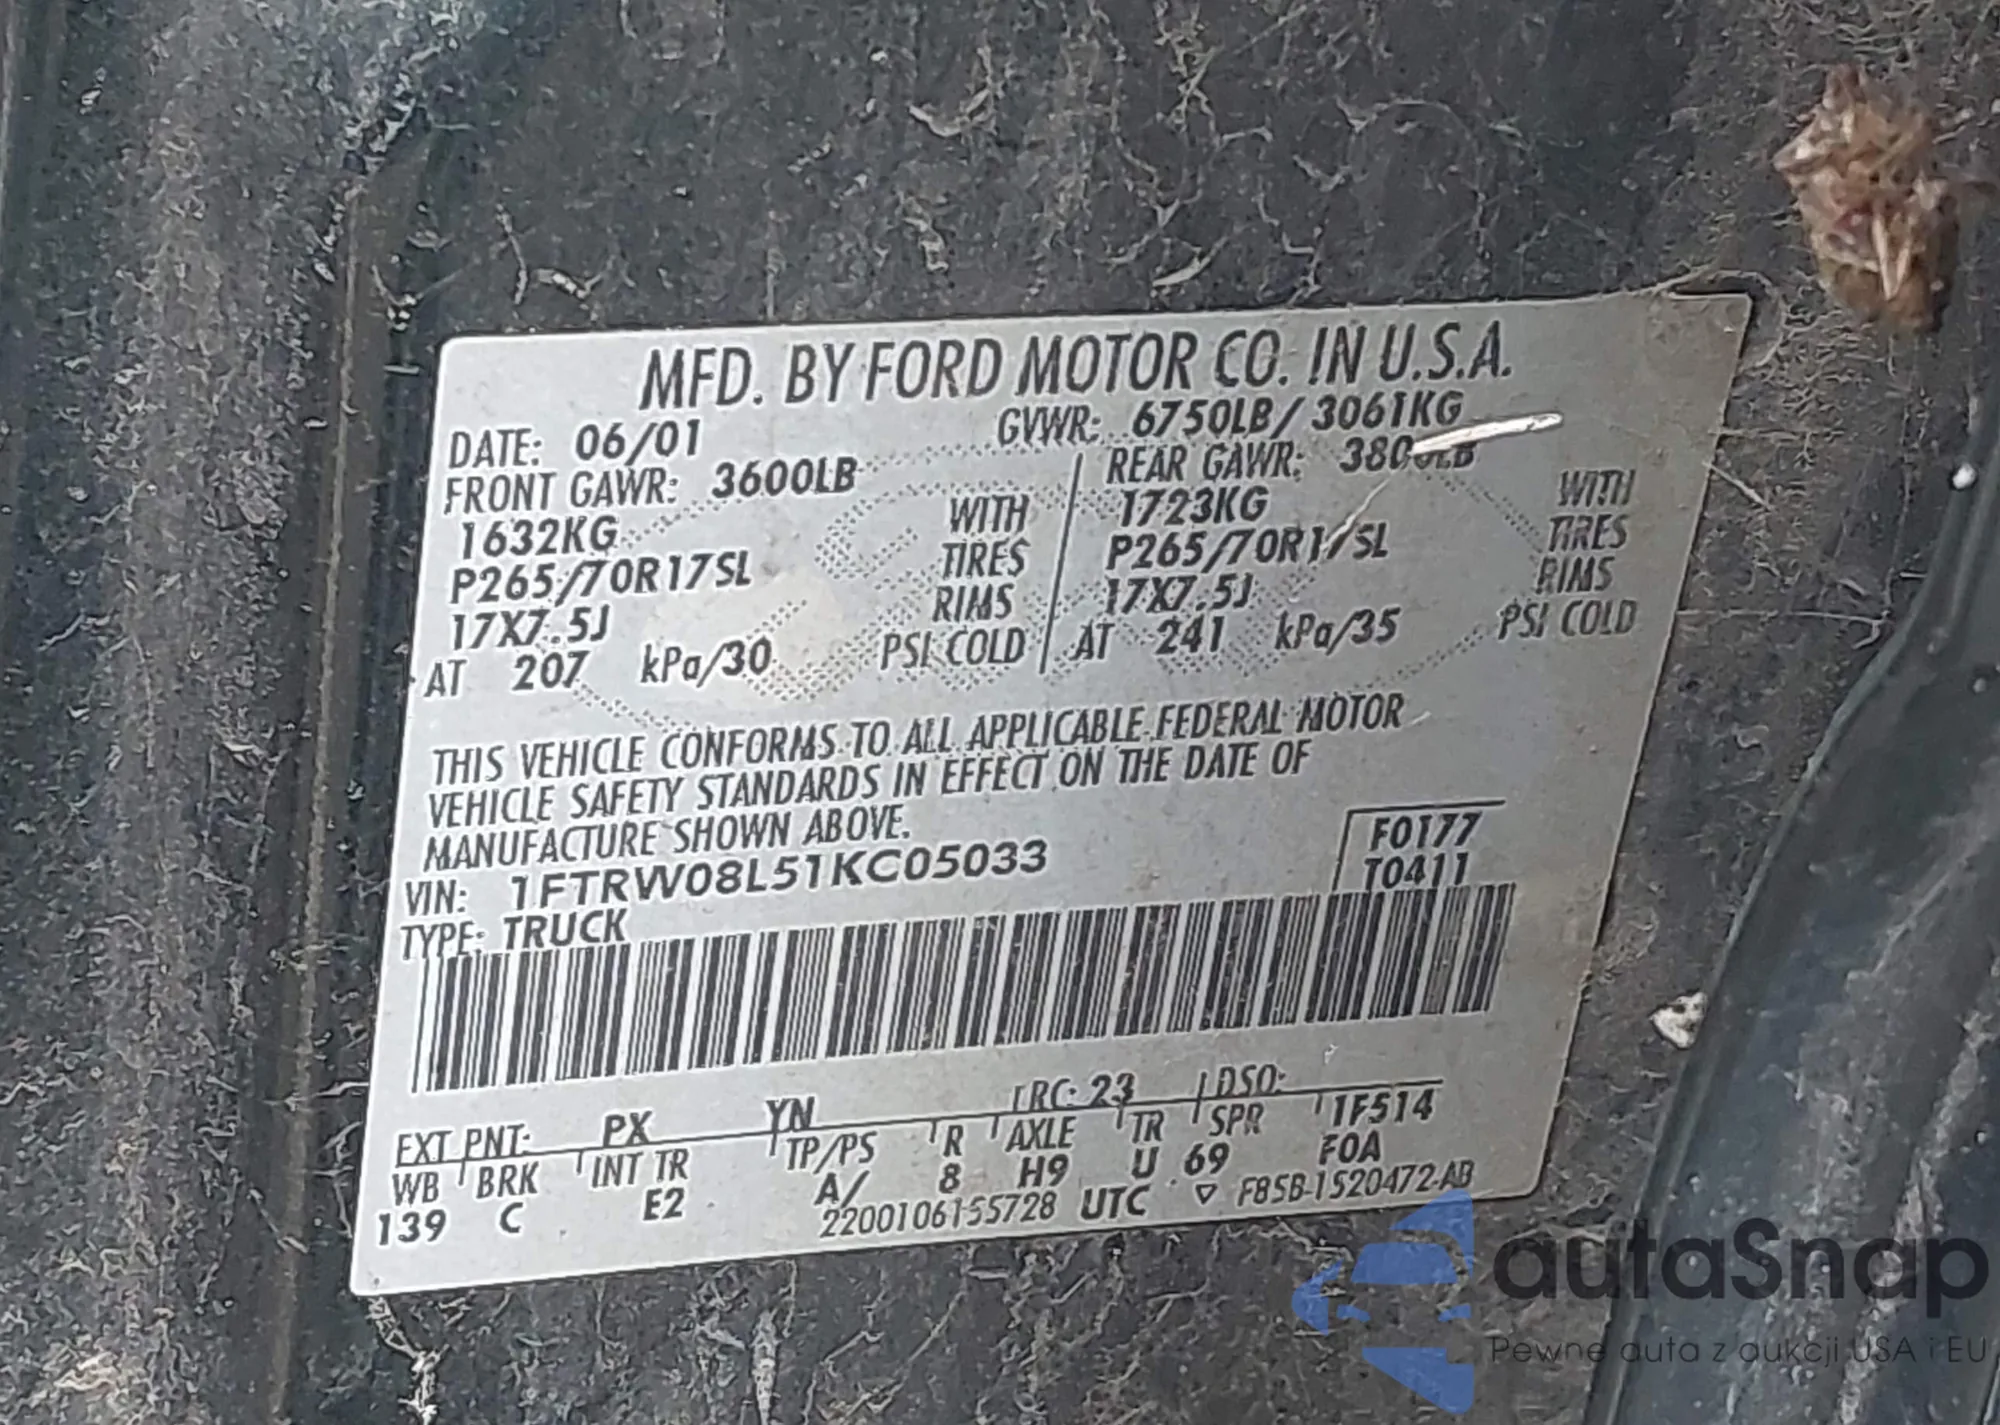 MFD. BY FORD MOTOR CO. IN U.S.A.
DATE: 06/01 GVWR: 6750LB/ 3061KG
FRONT GAWR: 3600LB REAR GAWR: 3800LB
1632KG WITH 1723KG WITH
P265/70R17SL TIRES P265/70R17SL TIRES
17X7.5J RIMS 17X7.5J RIMS
AT 207 kPa/30 PSI COLD AT 241 kPa/35 PSI COLD
THIS VEHICLE CONFORMS TO ALL APPLICABLE FEDERAL MOTOR
VEHICLE SAFETY STANDARDS IN EFFECT ON THE DATE OF
MANUFACTURE SHOWN ABOVE.
VIN: 1FTRW08L51KC05033 F0177
TYPE: TRUCK T0411
EXT PNT: PX YN RC: 23 DSO:
WB BRK INT TR TP/PS R AXLE TR SPR 1F514
139 C E2 A/ 8 H9 U 69 F0A
2200106155728 UTC ▽ F85B-1520472-AB
autaSnap
Pewne auta z aukcji USA i EU